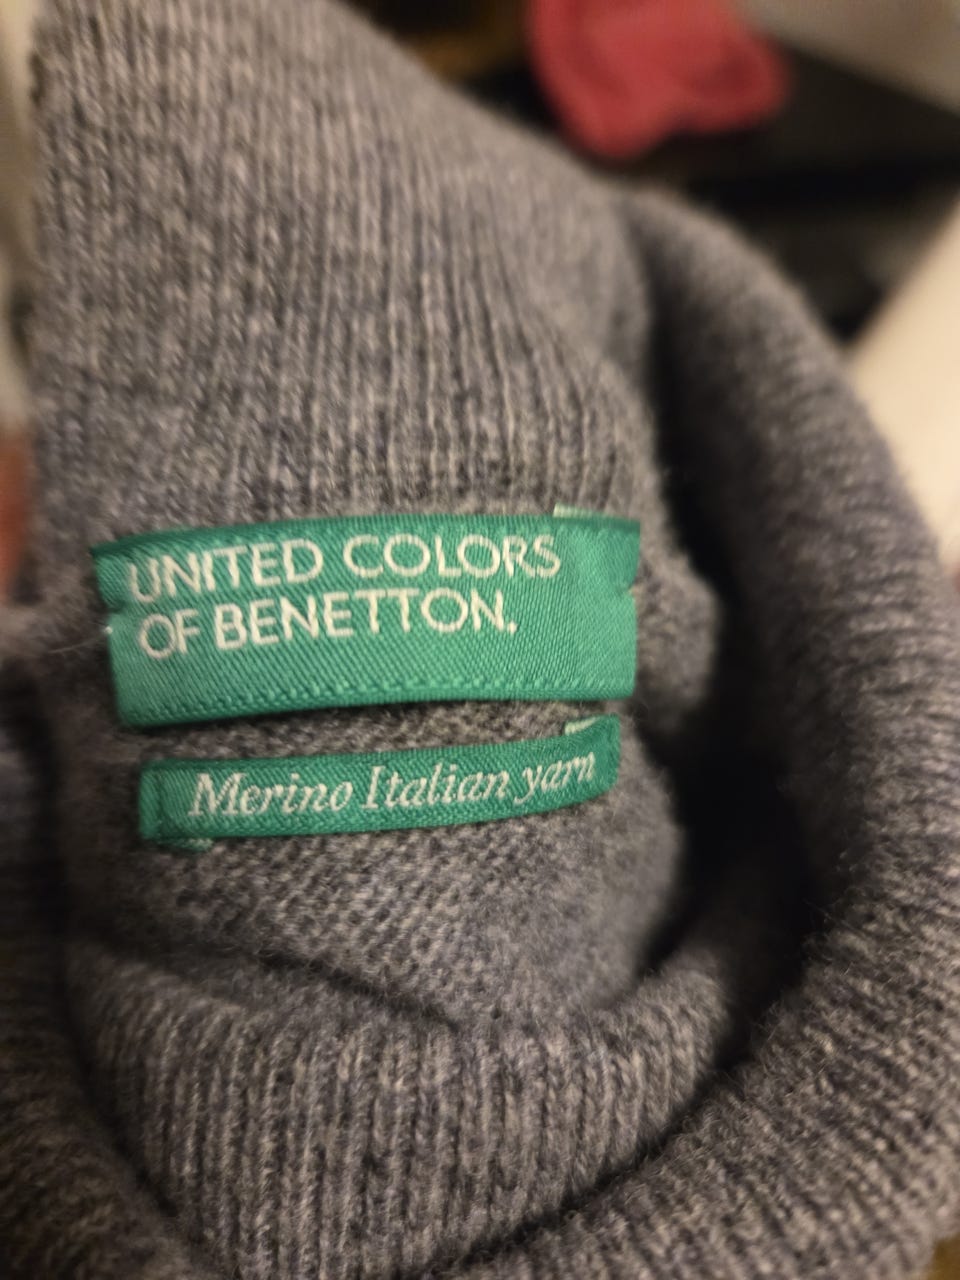 UNITED COLORS
OF BENETTON.
Merino Italian yarn